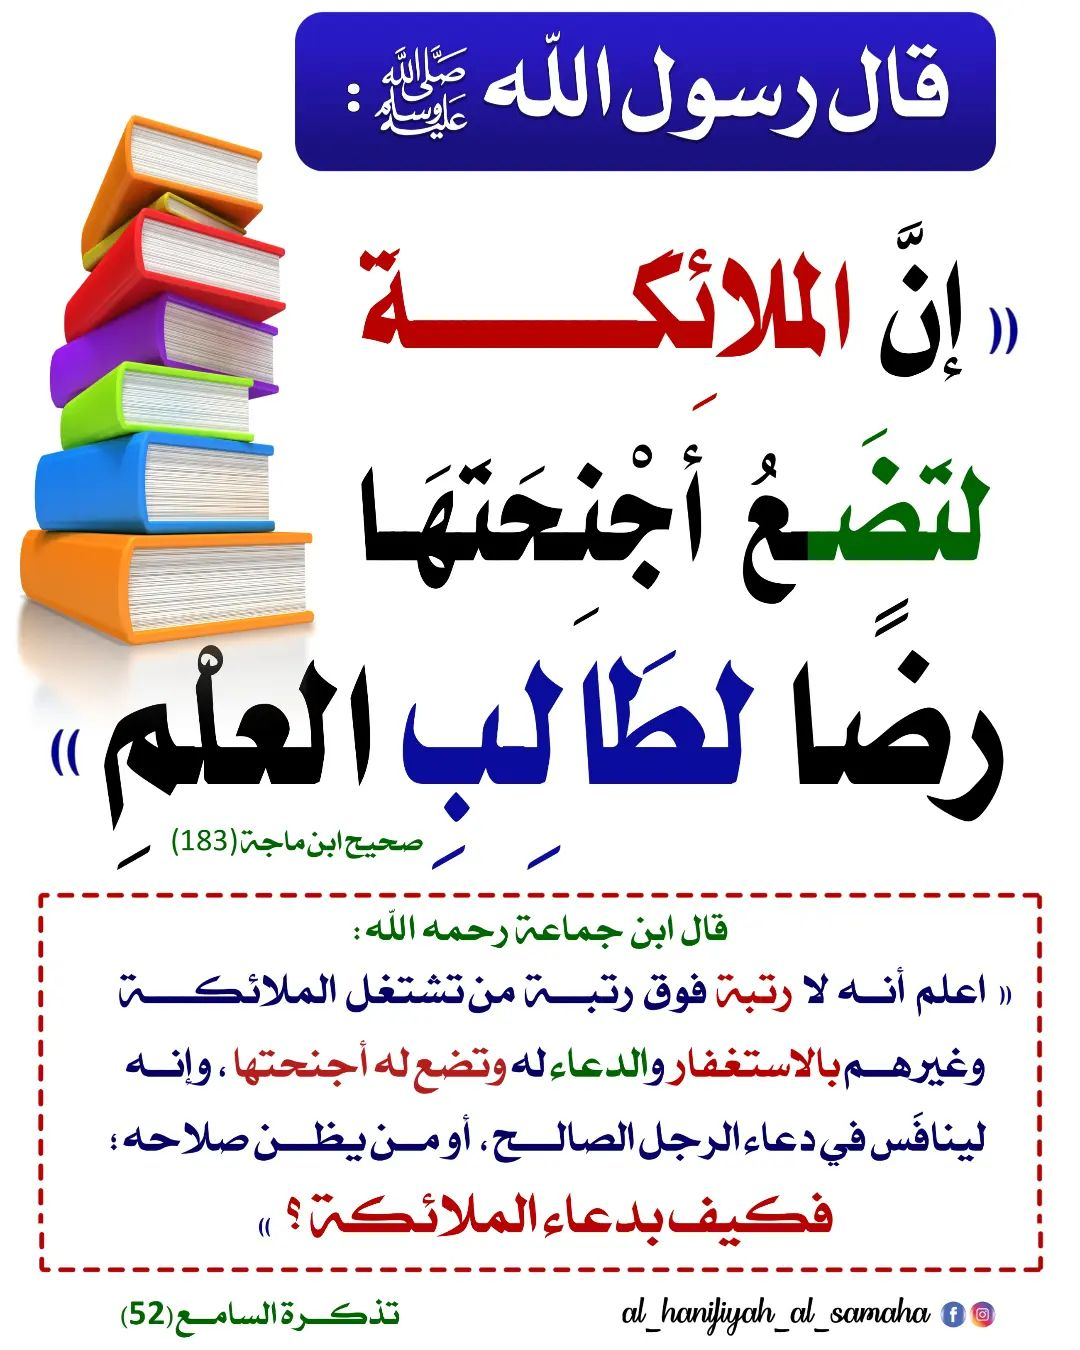 قال رسول الله ﷺ :
(( إنَّ الملائِكة
لتَضَعُ أجْنِحَتَهَا
رضًا لطَالِبِ العلْمِ ))
صحيح ابن ماجة (183)
قال ابن جماعة رحمه الله :
(( اعلم أنه لا رتبة فوق رتبة من تشتغل الملائكة
وغيرهم بالاستغفار والدعاء له وتضع له أجنحتها ، وإنه
لينافَس في دعاء الرجل الصالح ، أو من يظن صلاحه ؛
فكيف بدعاء الملائكة ؟ ))
تذكرة السامع (52)
al_hanifiyah_al_samaha